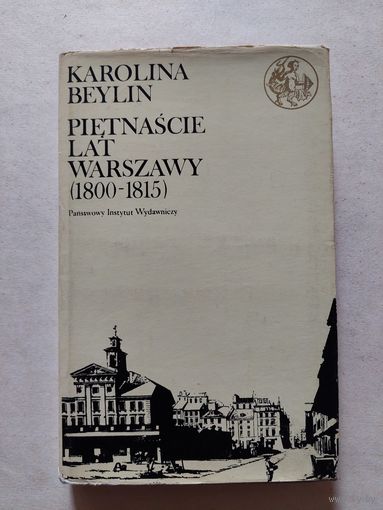 KAROLINA
BEYLIN
PIĘTNAŚCIE
LAT
WARSZAWY
(1800-1815)
Państwowy Instytut Wydawniczy